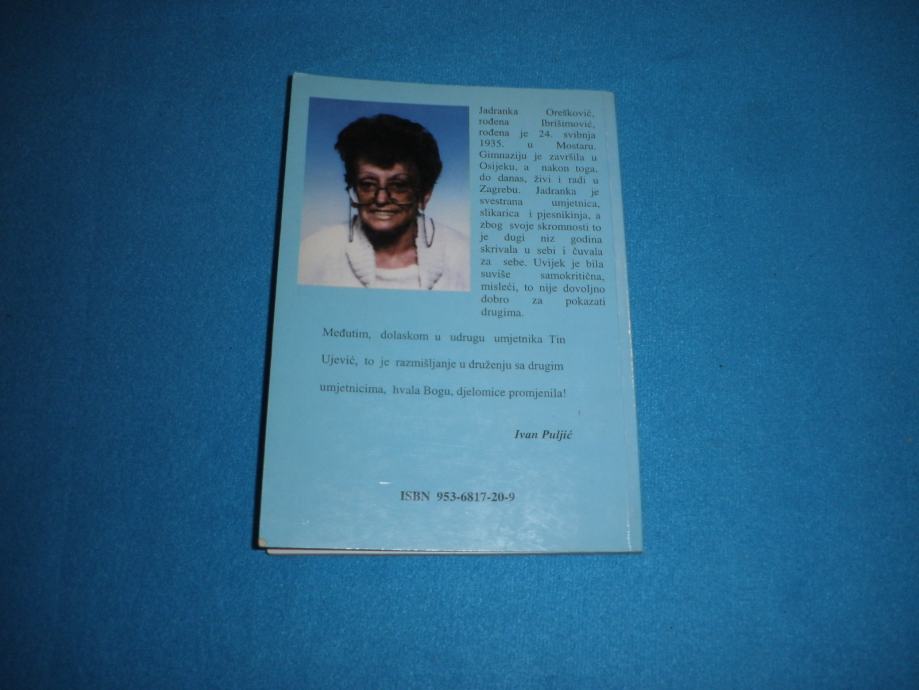 Jadranka Orešković,
rođena Ibrišimović,
rođena je 24. svibnja
1935. u Mostaru.
Gimnaziju je završila u
Osijeku, a nakon toga,
do danas, živi i radi u
Zagrebu. Jadranka je
svestrana umjetnica,
slikarica i pjesnikinja, a
zbog svoje skromnosti to
je dugi niz godina
skrivala u sebi i čuvala
za sebe. Uvijek je bila
suviše samokritična,
misleći, to nije dovoljno
dobro za pokazati
drugima.
Međutim, dolaskom u udrugu umjetnika Tin
Ujević, to je razmišljanje u druženju sa drugim
umjetnicima, hvala Bogu, djelomice promjenila!
Ivan Puljić
ISBN 953-6817-20-9